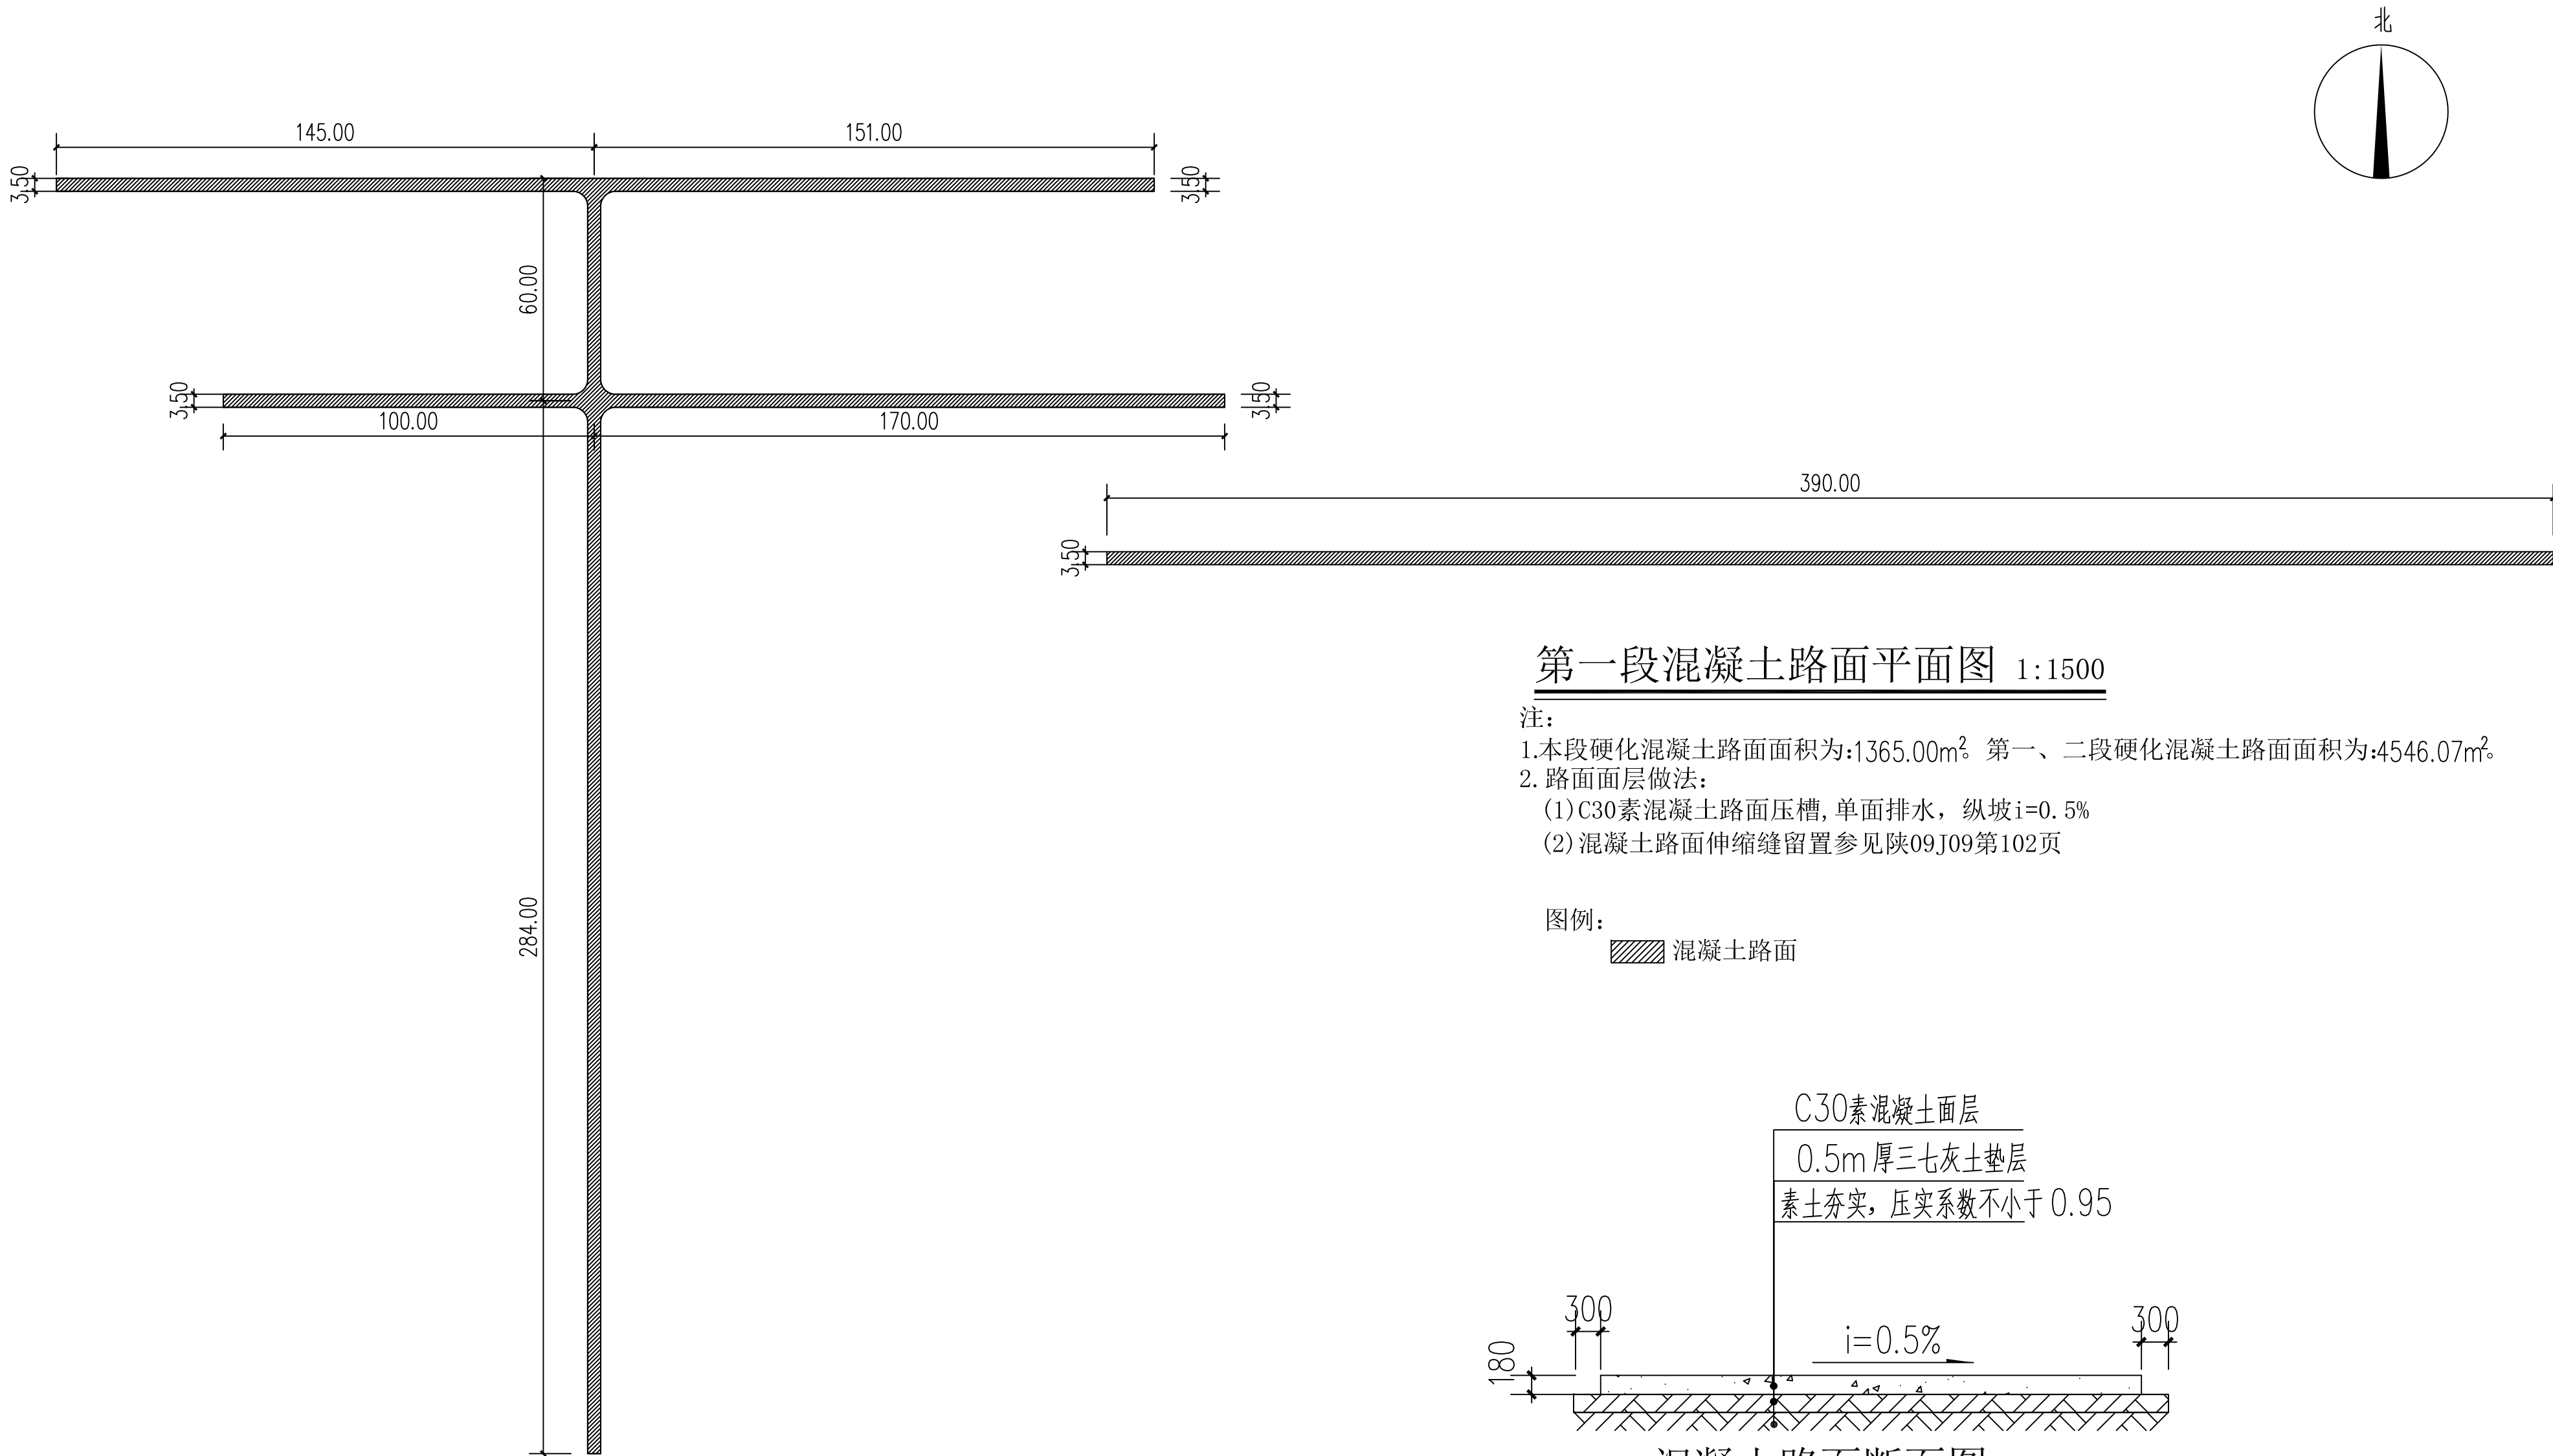 北
145.00
151.00
3.50
3.50
60.00
3.50
3.50
100.00
170.00
390.00
3.50
284.00
第一段混凝土路面平面图 1:1500
注:
1.本段硬化混凝土路面面积为:1365.00m²。第一、二段硬化混凝土路面面积为:4546.07m²。
2.路面面层做法:
(1)C30素混凝土路面压槽,单面排水，纵坡i=0.5%
(2)混凝土路面伸缩缝留置参见陕09J09第102页
图例:
混凝土路面
C30素混凝土面层
0.5m厚三七灰土垫层
素土夯实，压实系数不小于0.95
300
300
180
i=0.5%
混凝土路面断面图